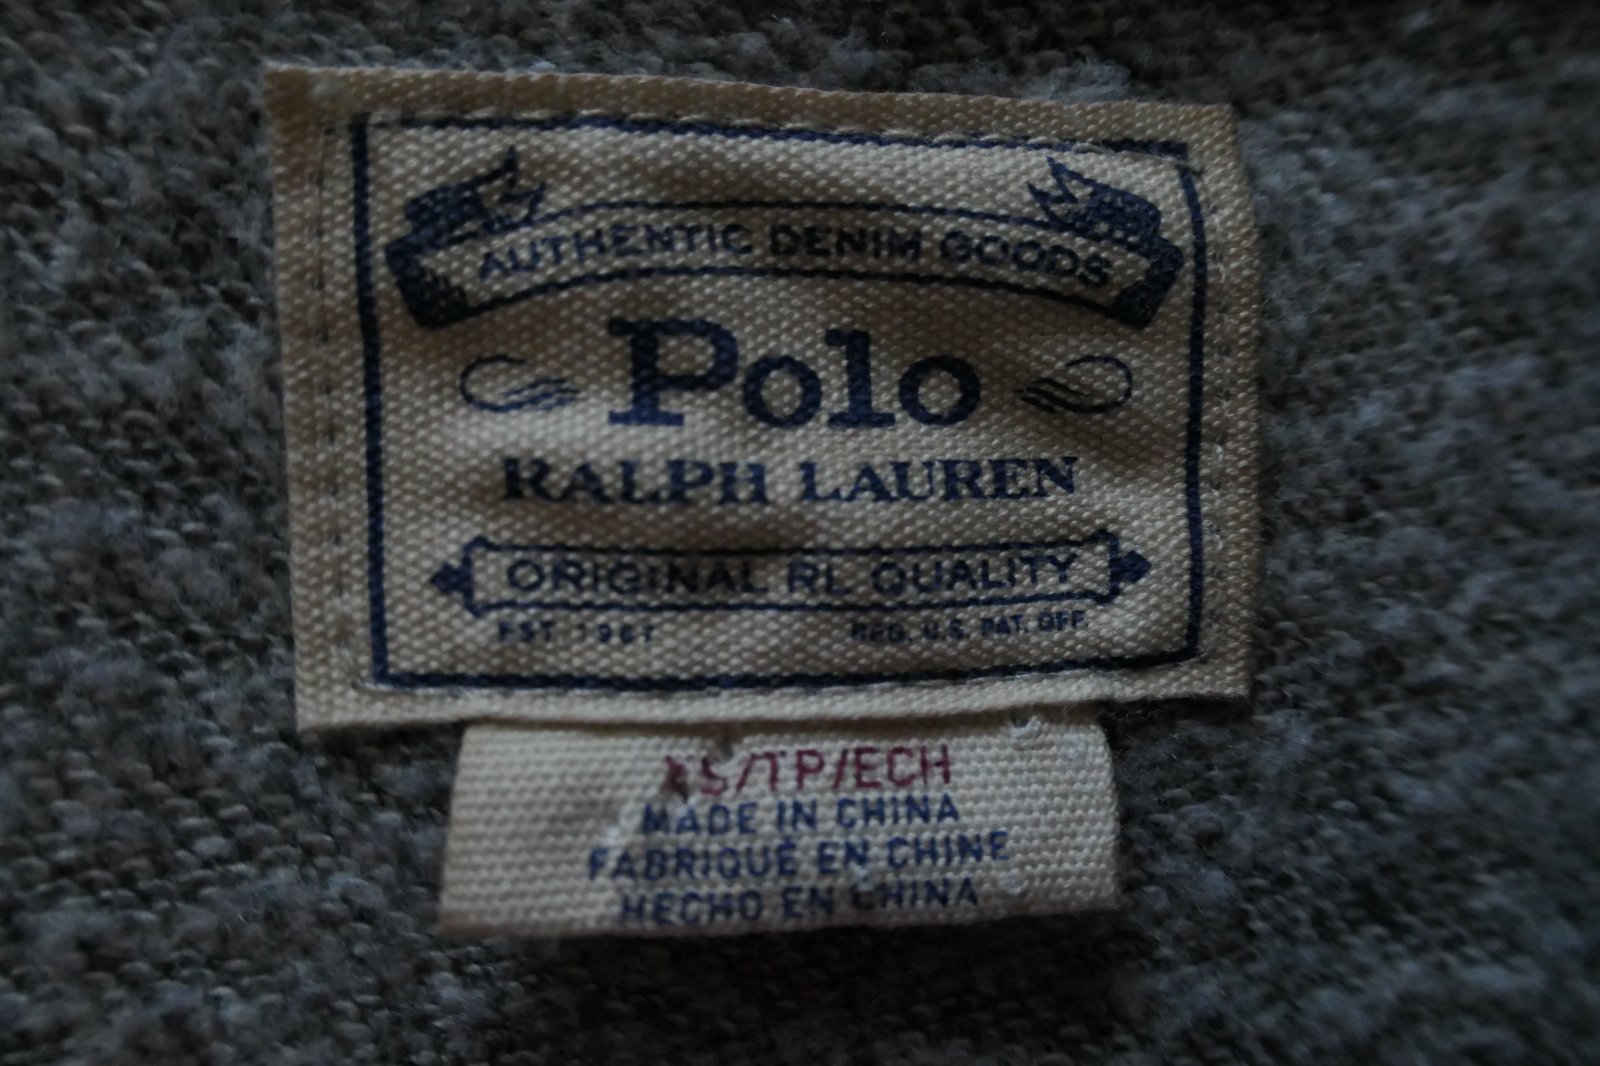 AUTHENTIC DENIM GOODS
Polo
RALPH LAUREN
ORIGINAL RL QUALITY
EST. 1967 REG. U.S. PAT. OFF.
XS/TP/ECH
MADE IN CHINA
FABRIQUÉ EN CHINE
HECHO EN CHINA